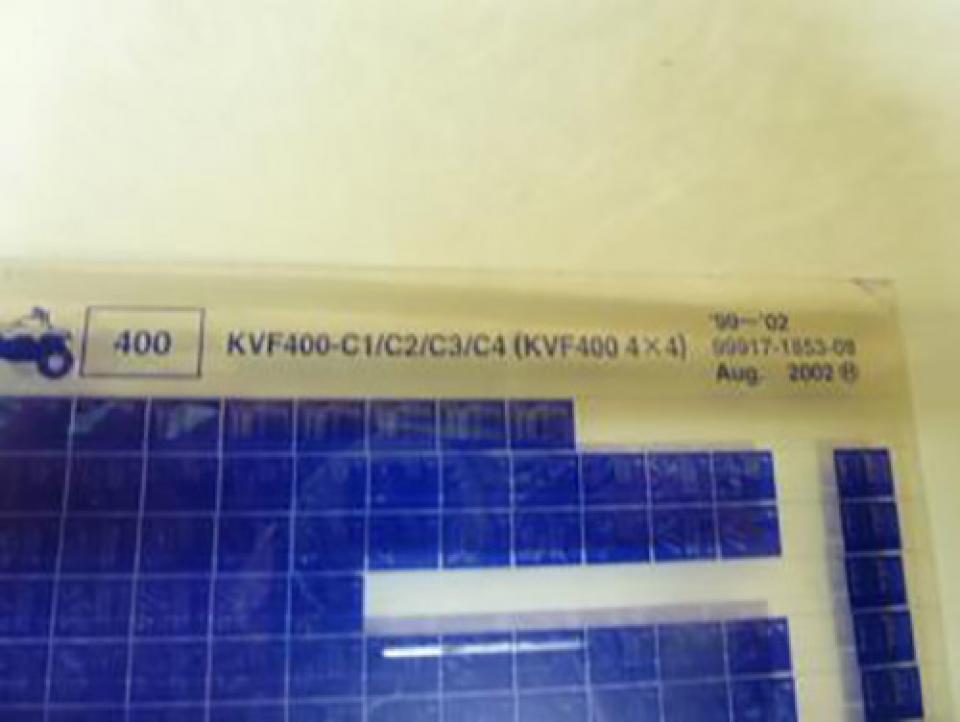 400
KVF400-C1/C2/C3/C4 (KVF400 4×4)
'99~'02
99917-1853-08
Aug. 2002 Ⓗ